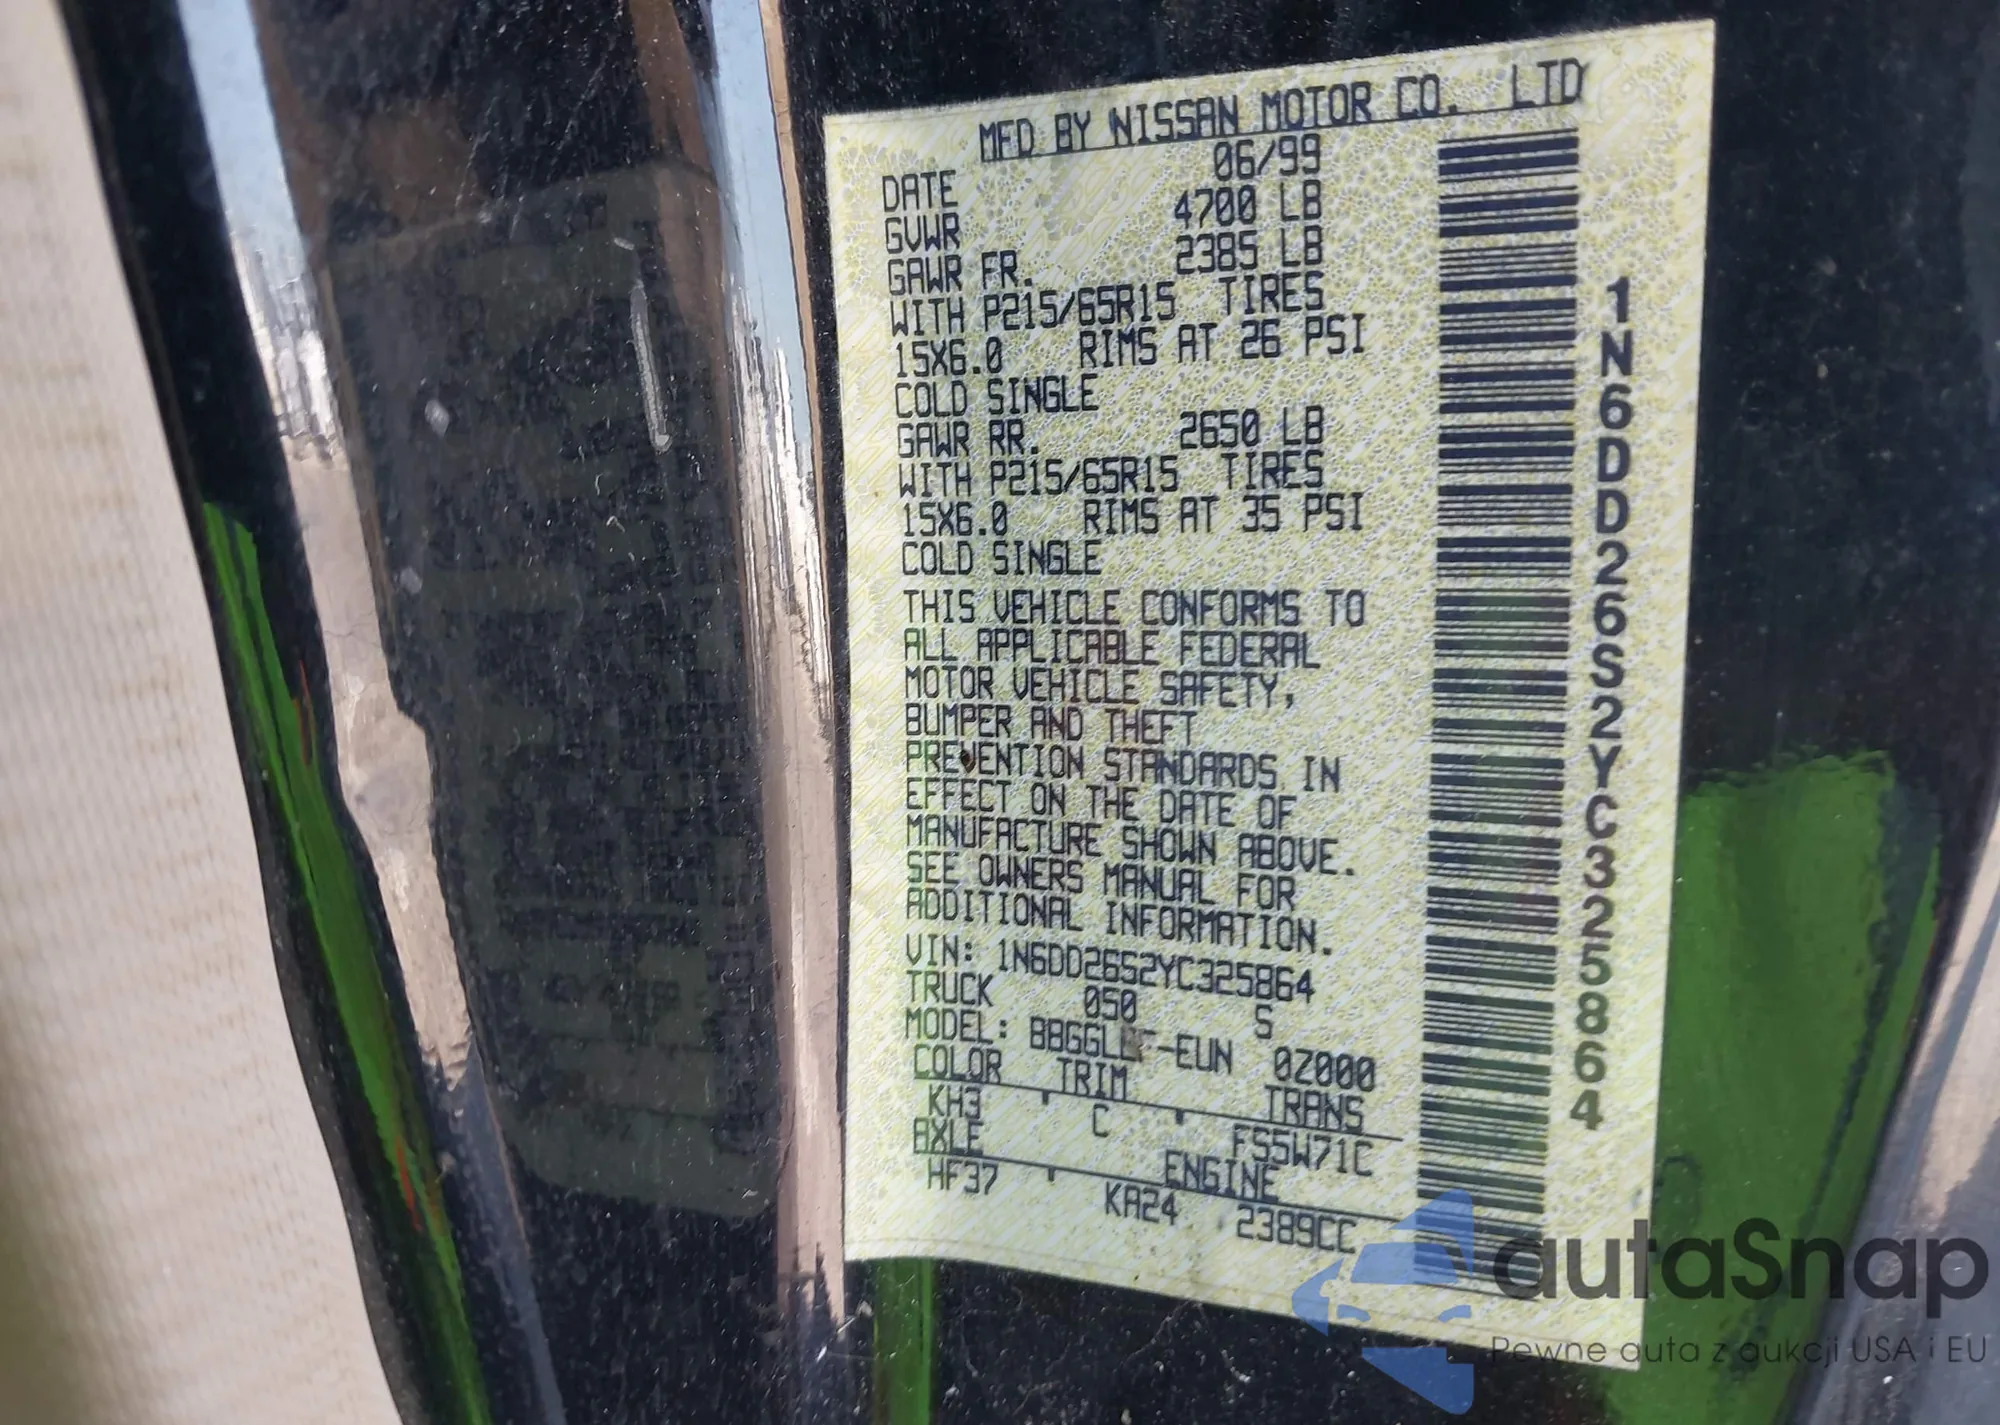 MFD BY NISSAN MOTOR CO. LTD
DATE 06/99
GVWR 4700 LB
GAWR FR. 2385 LB
WITH P215/65R15 TIRES
15X6.0 RIMS AT 26 PSI
COLD SINGLE
GAWR RR. 2650 LB
WITH P215/65R15 TIRES
15X6.0 RIMS AT 35 PSI
COLD SINGLE
THIS VEHICLE CONFORMS TO
ALL APPLICABLE FEDERAL
MOTOR VEHICLE SAFETY,
BUMPER AND THEFT
PREVENTION STANDARDS IN
EFFECT ON THE DATE OF
MANUFACTURE SHOWN ABOVE.
SEE OWNERS MANUAL FOR
ADDITIONAL INFORMATION.
VIN: 1N6DD26S2YC325864
TRUCK 050 S
MODEL: 0Z000
COLOR TRIM TRANS
KH3 C FS5W71C
AXLE ENGINE
HF37 KA24 2389CC
1N6DD26S2YC325864
autaSnap
Pewne auta z aukcji USA i EU